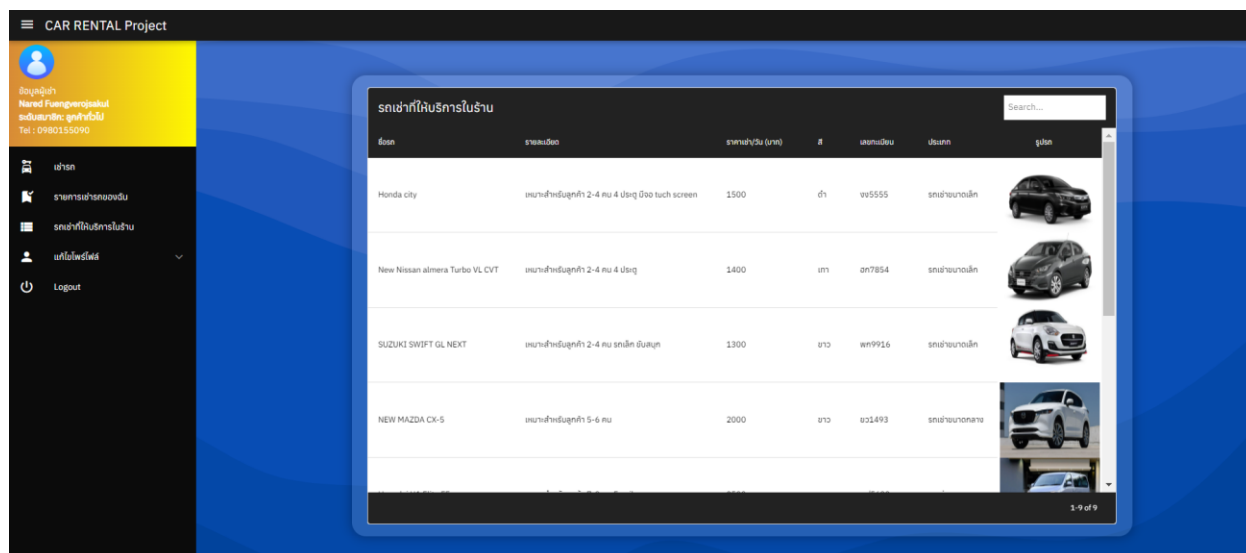 CAR RENTAL Project
ข้อมูลผู้เช่า
Nared Fuengverojsakul
ระดับสมาชิก: ลูกค้าทั่วไป
Tel : 0980155090
เช่ารถ
รายการเช่ารถของฉัน
รถเช่าที่ให้บริการในร้าน
แก้ไขโพร์ไฟล์
Logout
รถเช่าที่ให้บริการในร้าน
Search...
ชื่อรถ รายละเอียด ราคาเช่า/วัน (บาท) สี เลขทะเบียน ประเภท รูปรถ
Honda city เหมาะสำหรับลูกค้า 2-4 คน 4 ประตู มีจอ tuch screen 1500 ดำ งง5555 รถเช่าขนาดเล็ก
New Nissan almera Turbo VL CVT เหมาะสำหรับลูกค้า 2-4 คน 4 ประตู 1400 เทา ฮก7854 รถเช่าขนาดเล็ก
SUZUKI SWIFT GL NEXT เหมาะสำหรับลูกค้า 2-4 คน รถเล็ก ขับสนุก 1300 ขาว พก9916 รถเช่าขนาดเล็ก
NEW MAZDA CX-5 เหมาะสำหรับลูกค้า 5-6 คน 2000 ขาว ขว1493 รถเช่าขนาดกลาง
1-9 of 9